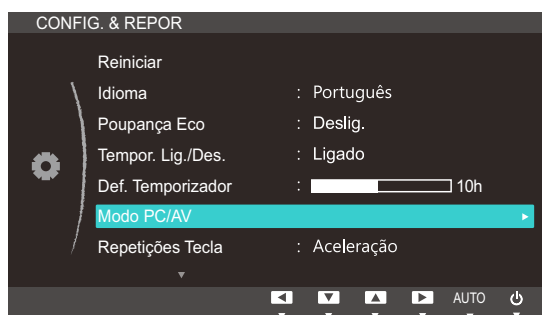 CONFIG. & REPOR
Reiniciar
Idioma : Português
Poupança Eco : Deslig.
Tempor. Lig./Des. : Ligado
Def. Temporizador : 10h
Modo PC/AV
Repetições Tecla : Aceleração
AUTO